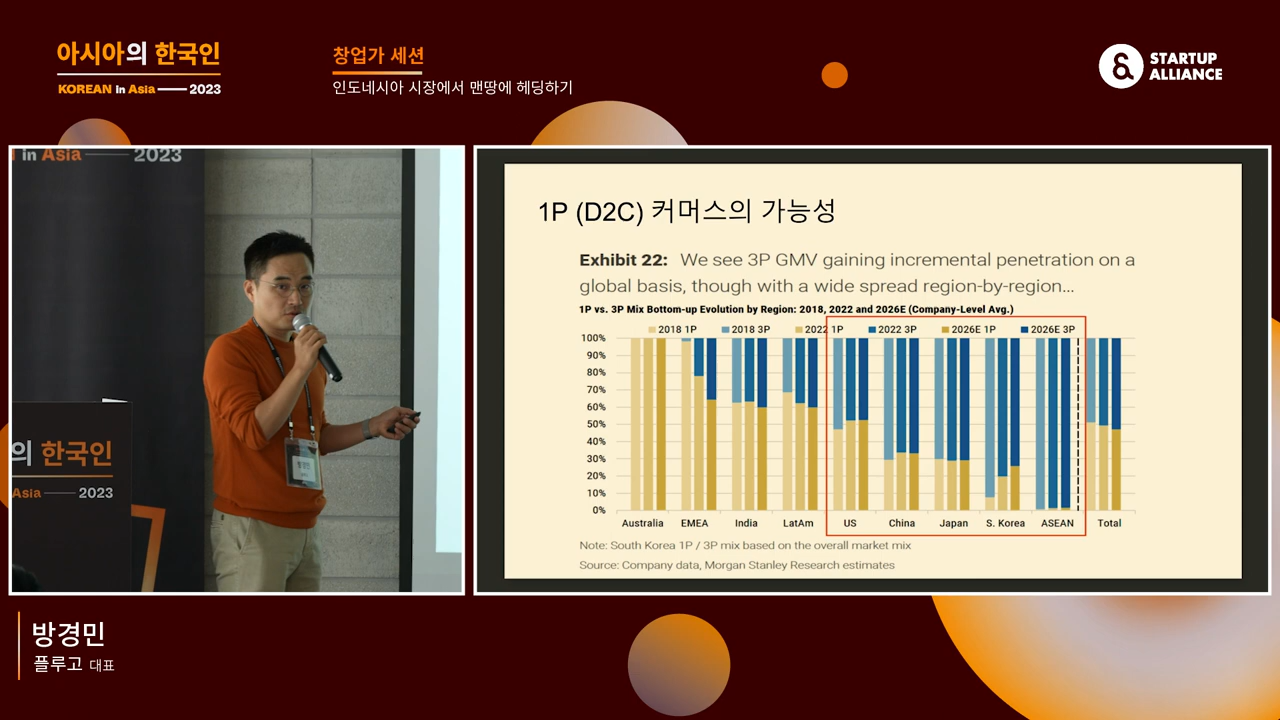 아시아의 한국인
KOREAN in Asia 2023
창업가 세션
인도네시아 시장에서 맨땅에 헤딩하기
STARTUP
ALLIANCE
in Asia 2023
의 한국인
Asia 2023
1P (D2C) 커머스의 가능성
Exhibit 22: We see 3P GMV gaining incremental penetration on a
global basis, though with a wide spread region-by-region...
1P vs. 3P Mix Bottom-up Evolution by Region: 2018, 2022 and 2026E (Company-Level Avg.)
2018 1P 2018 3P 2022 1P 2022 3P 2026E 1P 2026E 3P
100%
90%
80%
70%
60%
50%
40%
30%
20%
10%
0%
Australia EMEA India LatAm US China Japan S. Korea ASEAN Total
Note: South Korea 1P / 3P mix based on the overall market mix
Source: Company data, Morgan Stanley Research estimates
방경민
플루고 대표